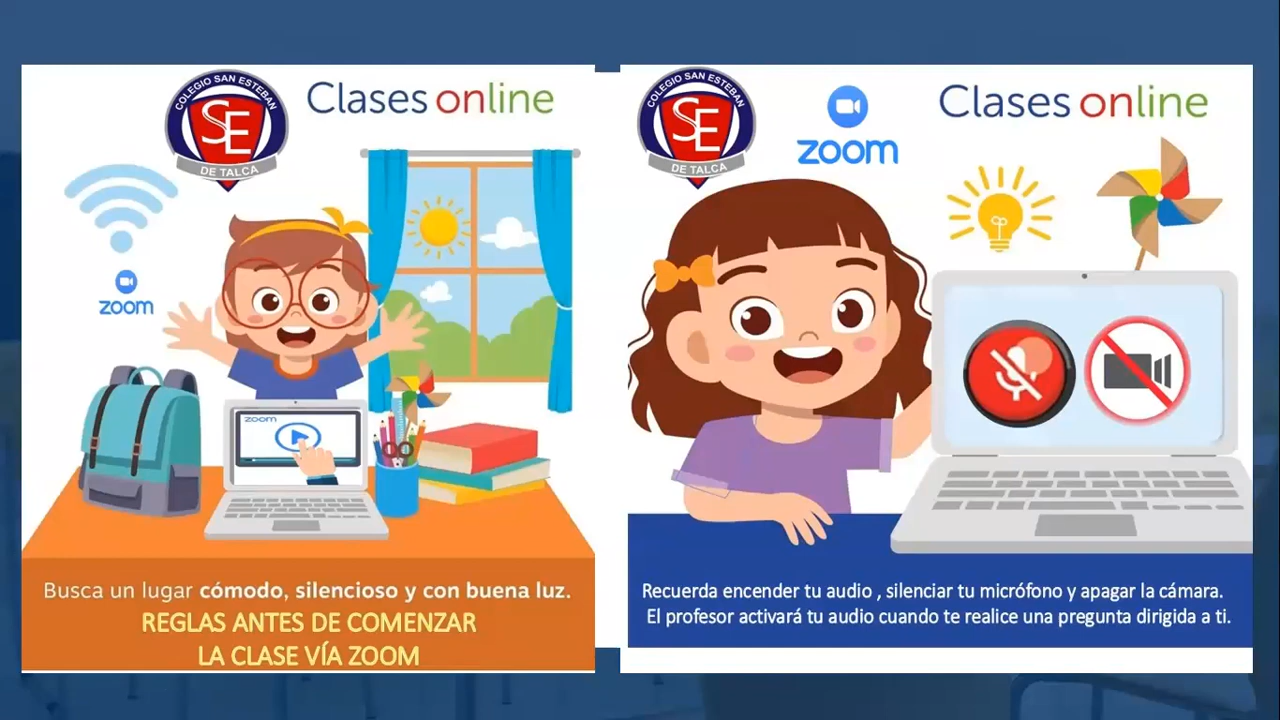 COLEGIO SAN ESTEBAN
SE
DE TALCA
Clases online
zoom
zoom
Busca un lugar cómodo, silencioso y con buena luz.
REGLAS ANTES DE COMENZAR
LA CLASE VÍA ZOOM
COLEGIO SAN ESTEBAN
SE
DE TALCA
zoom
Clases online
Recuerda encender tu audio , silenciar tu micrófono y apagar la cámara.
El profesor activará tu audio cuando te realice una pregunta dirigida a ti.